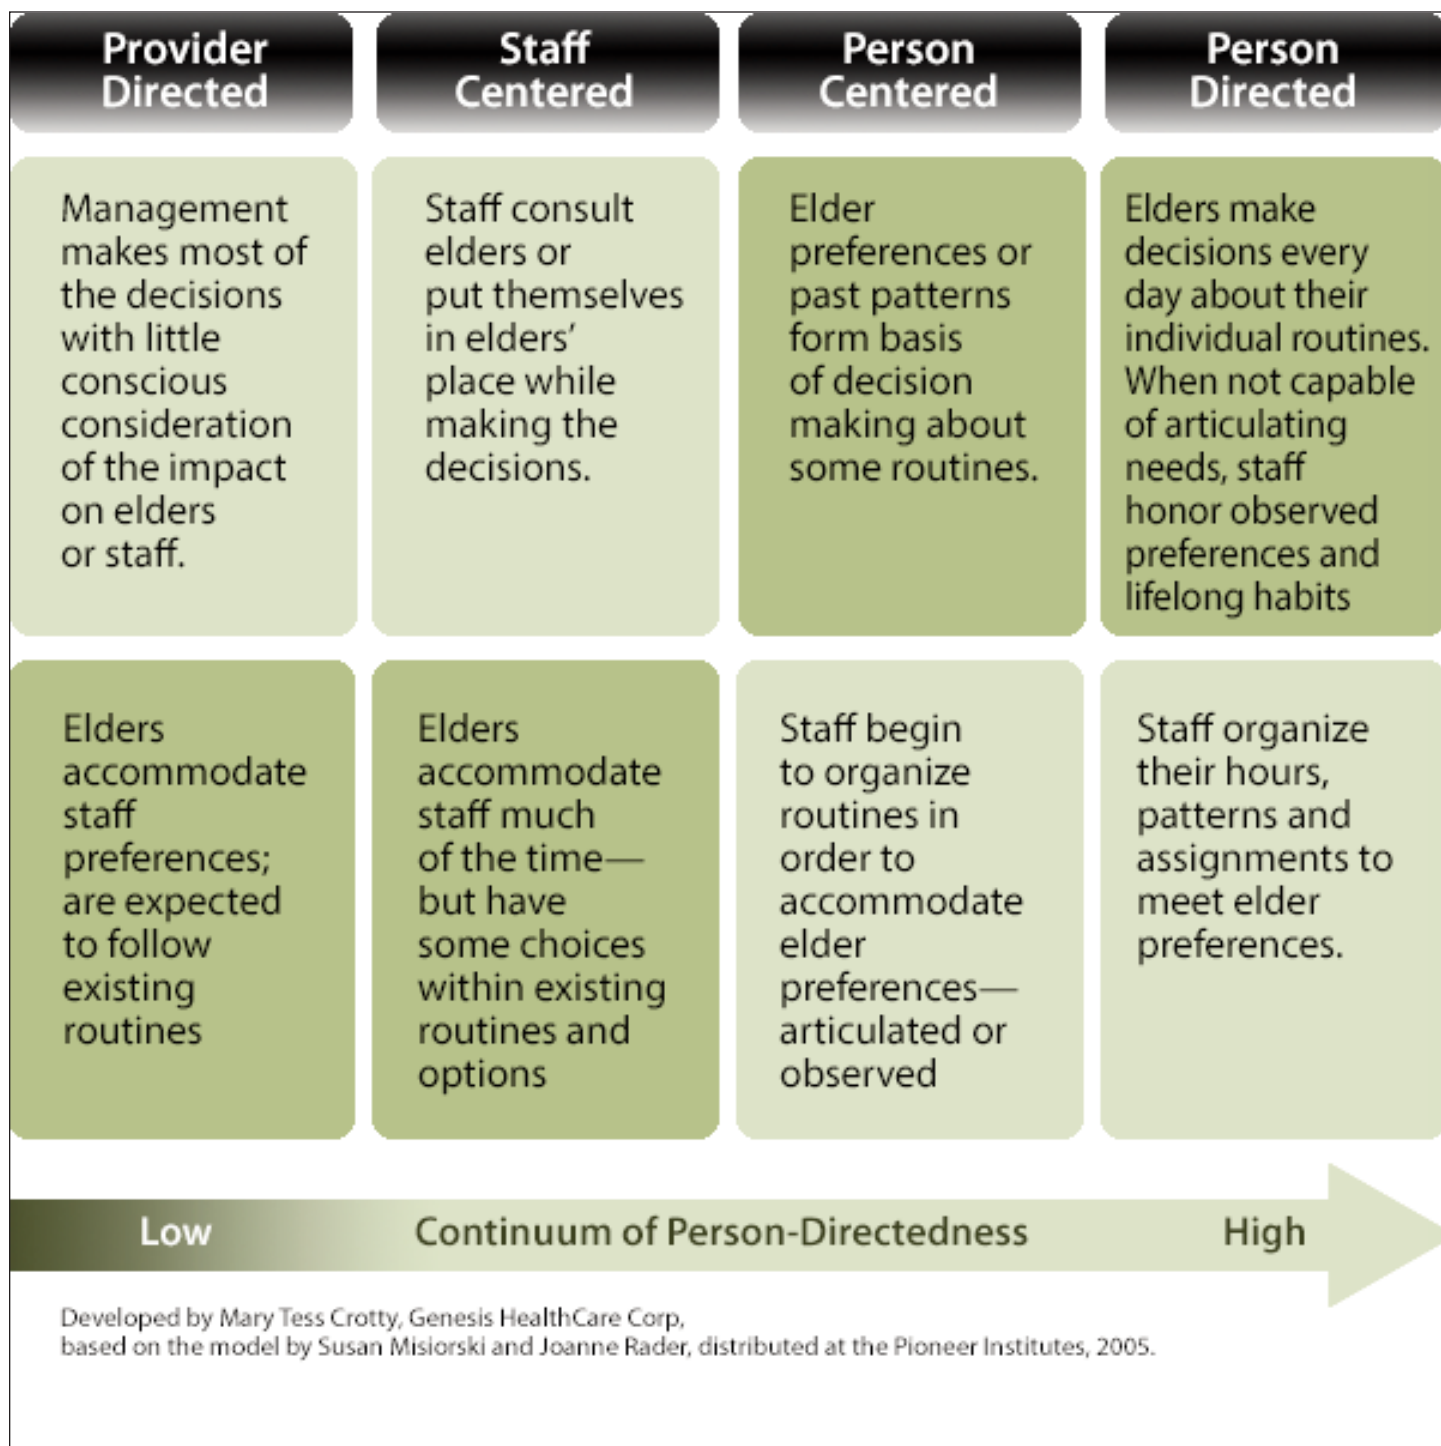 Provider
Directed
Staff
Centered
Person
Centered
Person
Directed
Management
makes most of
the decisions
with little
conscious
consideration
of the impact
on elders
or staff.
Staff consult
elders or
put themselves
in elders’
place while
making the
decisions.
Elder
preferences or
past patterns
form basis
of decision
making about
some routines.
Elders make
decisions every
day about their
individual routines.
When not capable
of articulating
needs, staff
honor observed
preferences and
lifelong habits
Elders
accommodate
staff
preferences;
are expected
to follow
existing
routines
Elders
accommodate
staff much
of the time—
but have
some choices
within existing
routines and
options
Staff begin
to organize
routines in
order to
accommodate
elder
preferences—
articulated or
observed
Staff organize
their hours,
patterns and
assignments to
meet elder
preferences.
Low Continuum of Person-Directedness High
Developed by Mary Tess Crotty, Genesis HealthCare Corp,
based on the model by Susan Misiorski and Joanne Rader, distributed at the Pioneer Institutes, 2005.